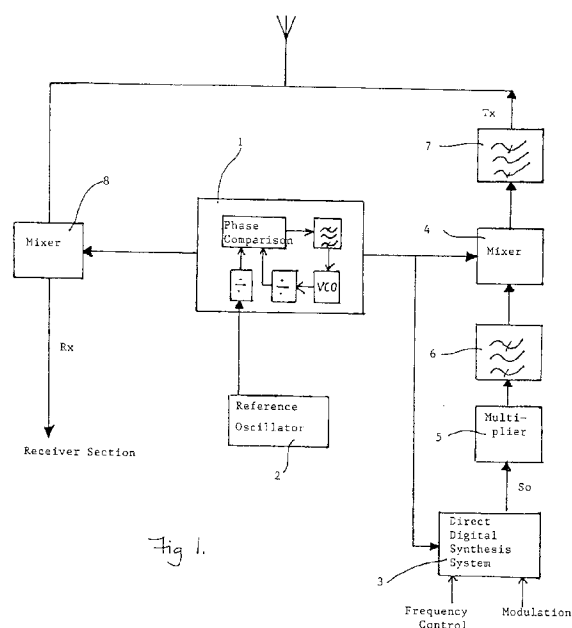 Tx
7
1
8
4
Phase
Comparison
Mixer
Mixer
÷
÷
VCO
6
Rx
Reference
Oscillator
2
Multi-
plier
5
Receiver Section
So
Direct
Digital
Synthesis
System
3
Fig 1.
Frequency
Control
Modulation